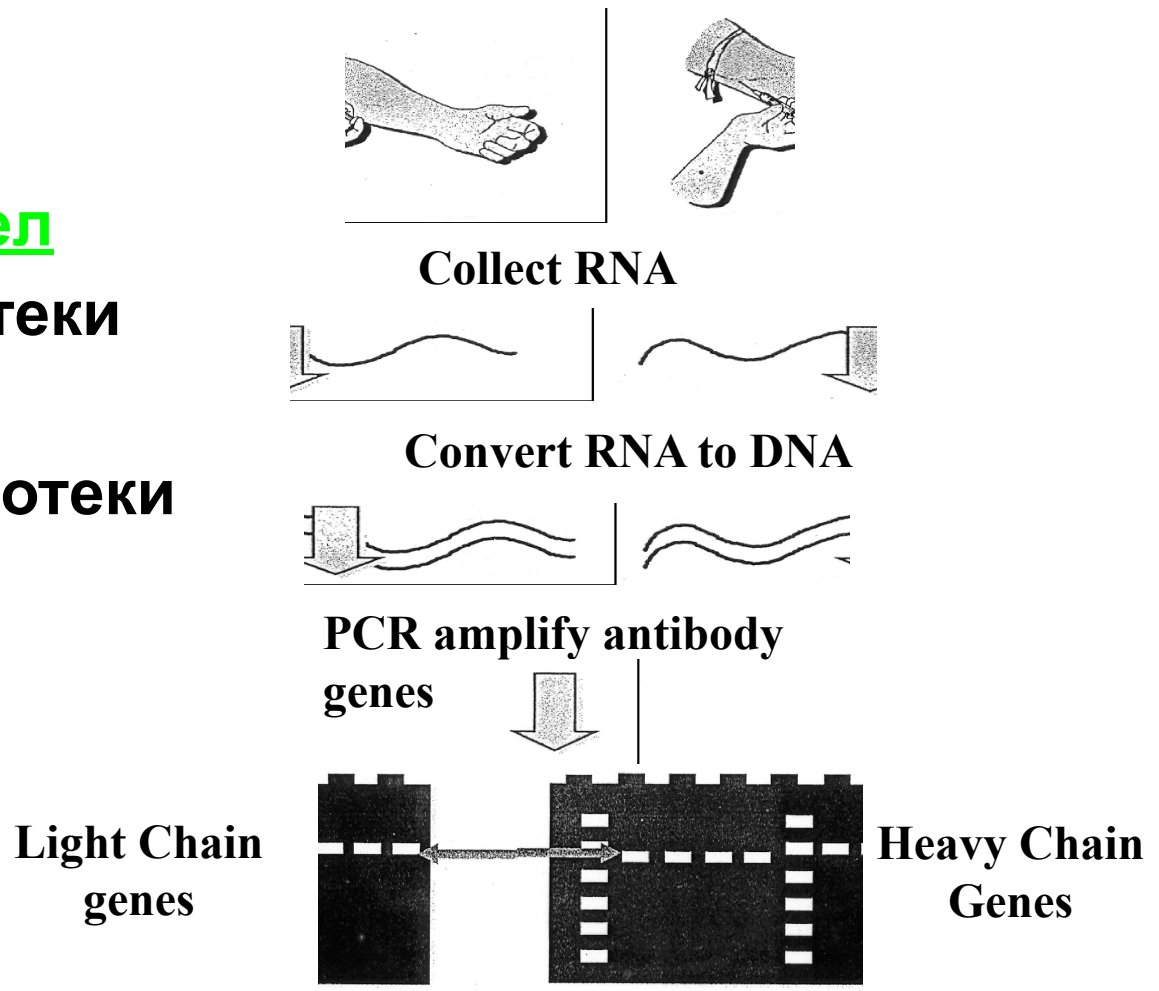 ел
теки
отеки
Collect RNA
Convert RNA to DNA
PCR amplify antibody
genes
Light Chain
genes
Heavy Chain
Genes